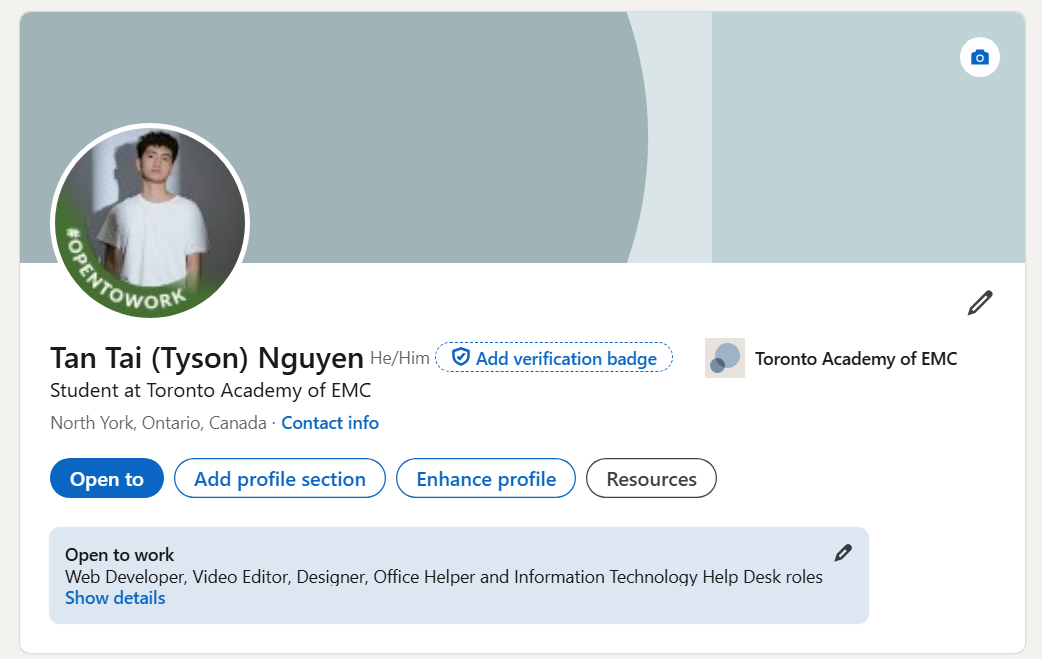 #OPENTOWORK
Tan Tai (Tyson) Nguyen He/Him Add verification badge
Toronto Academy of EMC
Student at Toronto Academy of EMC
North York, Ontario, Canada · Contact info
Open to
Add profile section
Enhance profile
Resources
Open to work
Web Developer, Video Editor, Designer, Office Helper and Information Technology Help Desk roles
Show details